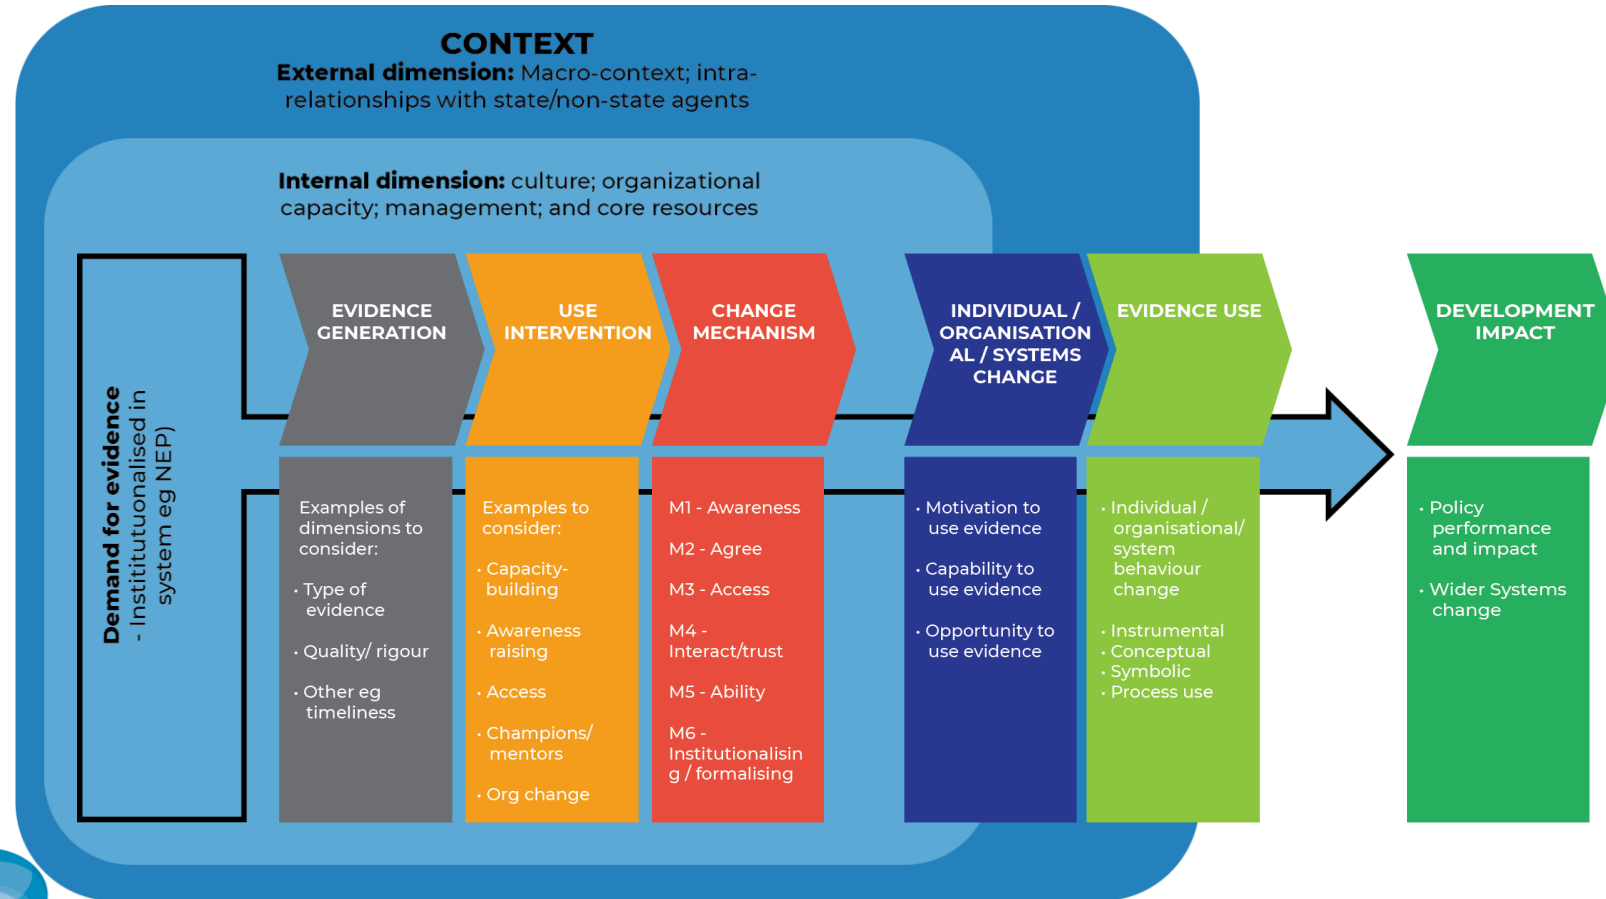 CONTEXT
External dimension: Macro-context; intra-
relationships with state/non-state agents
Internal dimension: culture; organizational
capacity; management; and core resources
Demand for evidence
- Instititutuonalised in
system eg NEP)
EVIDENCE
GENERATION
Examples of
dimensions to
consider:
• Type of
evidence
• Quality/ rigour
• Other eg
timeliness
USE
INTERVENTION
Examples to
consider:
• Capacity-
building
• Awareness
raising
• Access
• Champions/
mentors
• Org change
CHANGE
MECHANISM
M1 - Awareness
M2 - Agree
M3 - Access
M4 -
Interact/trust
M5 - Ability
M6 -
Institutionalisin
g / formalising
INDIVIDUAL /
ORGANISATION
AL / SYSTEMS
CHANGE
• Motivation to
use evidence
• Capability to
use evidence
• Opportunity to
use evidence
EVIDENCE USE
• Individual /
organisational/
system
behaviour
change
• Instrumental
• Conceptual
• Symbolic
• Process use
DEVELOPMENT
IMPACT
• Policy
performance
and impact
• Wider Systems
change